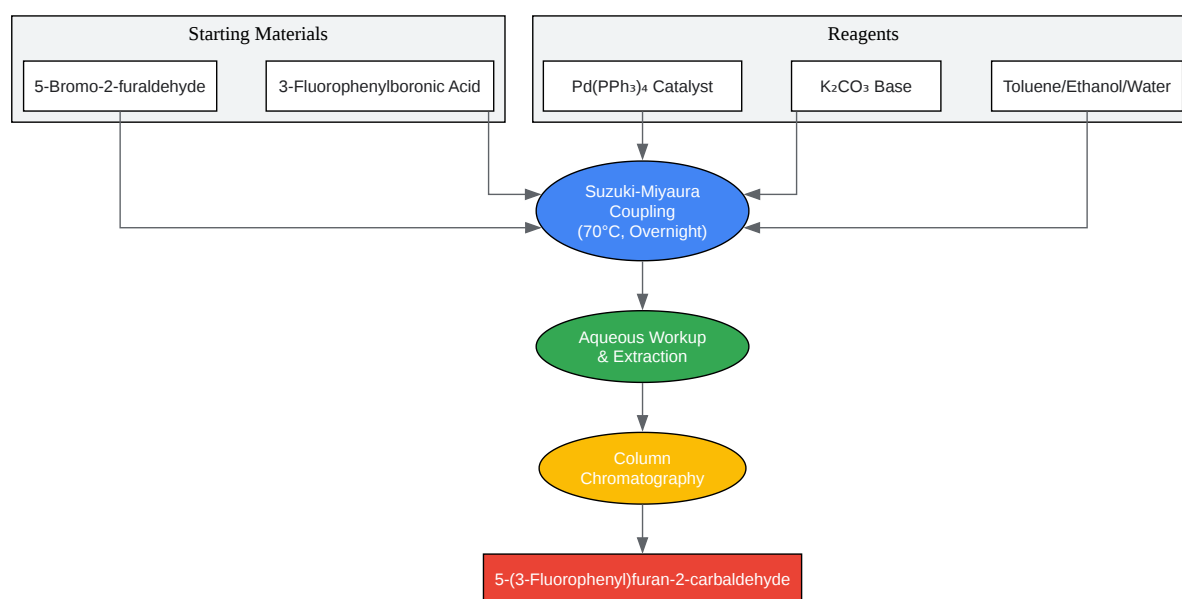 Starting Materials
Reagents
5-Bromo-2-furaldehyde
3-Fluorophenylboronic Acid
Pd(PPh₃)₄ Catalyst
K₂CO₃ Base
Toluene/Ethanol/Water
Suzuki-Miyaura
Coupling
(70°C, Overnight)
Aqueous Workup
& Extraction
Column
Chromatography
5-(3-Fluorophenyl)furan-2-carbaldehyde